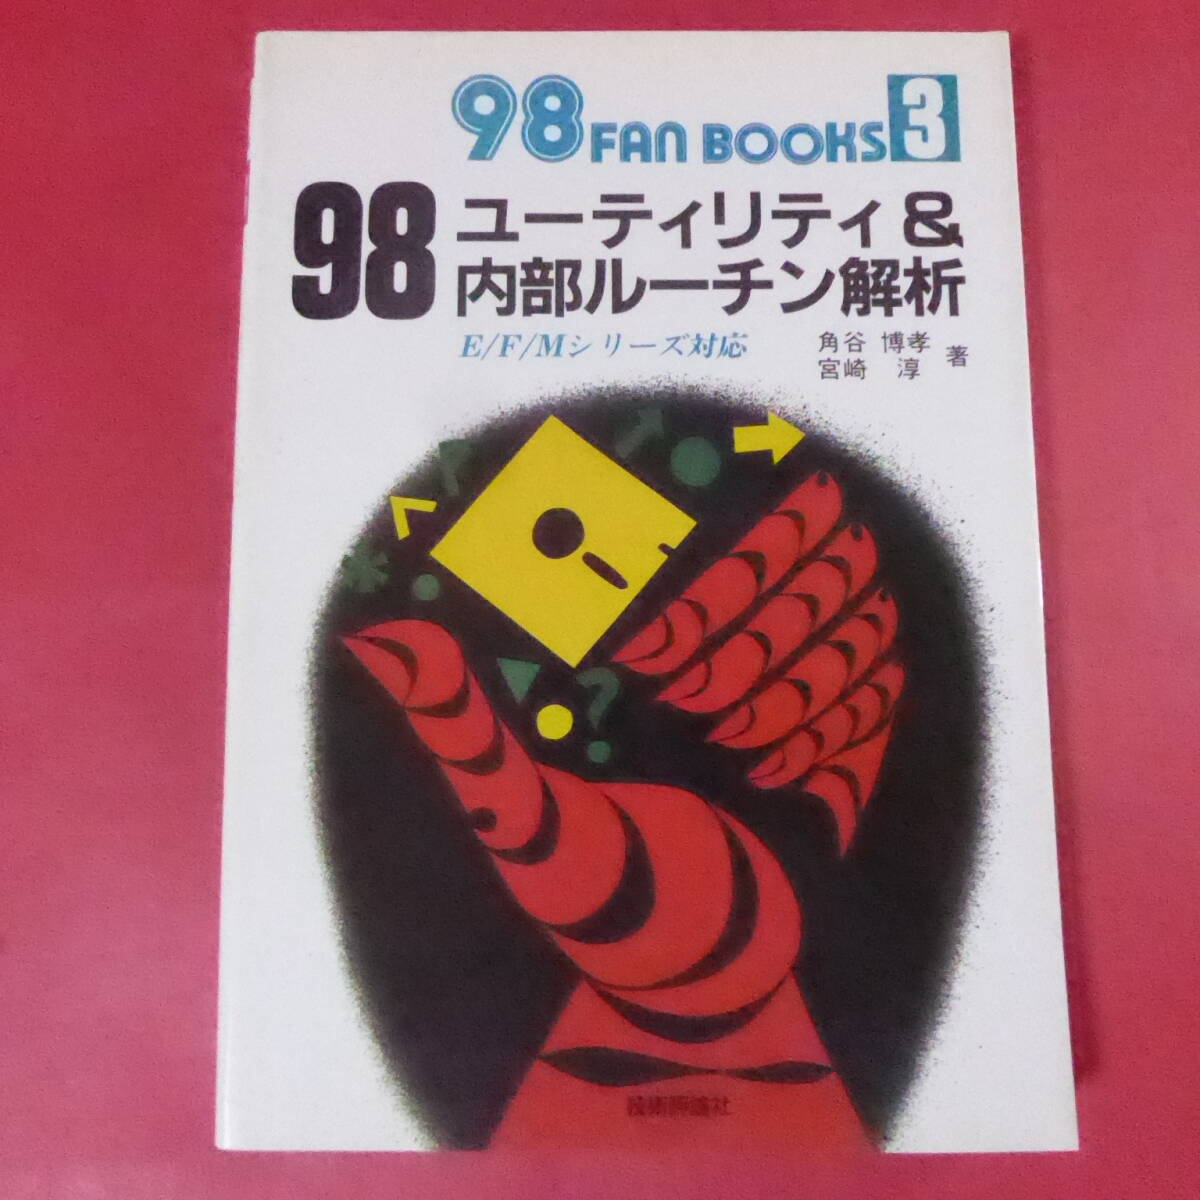 98 FAN BOOKS 3
98 ユーティリティ&
内部ルーチン解析
E/F/Mシリーズ対応
角谷 博孝
宮崎 淳 著
技術評論社